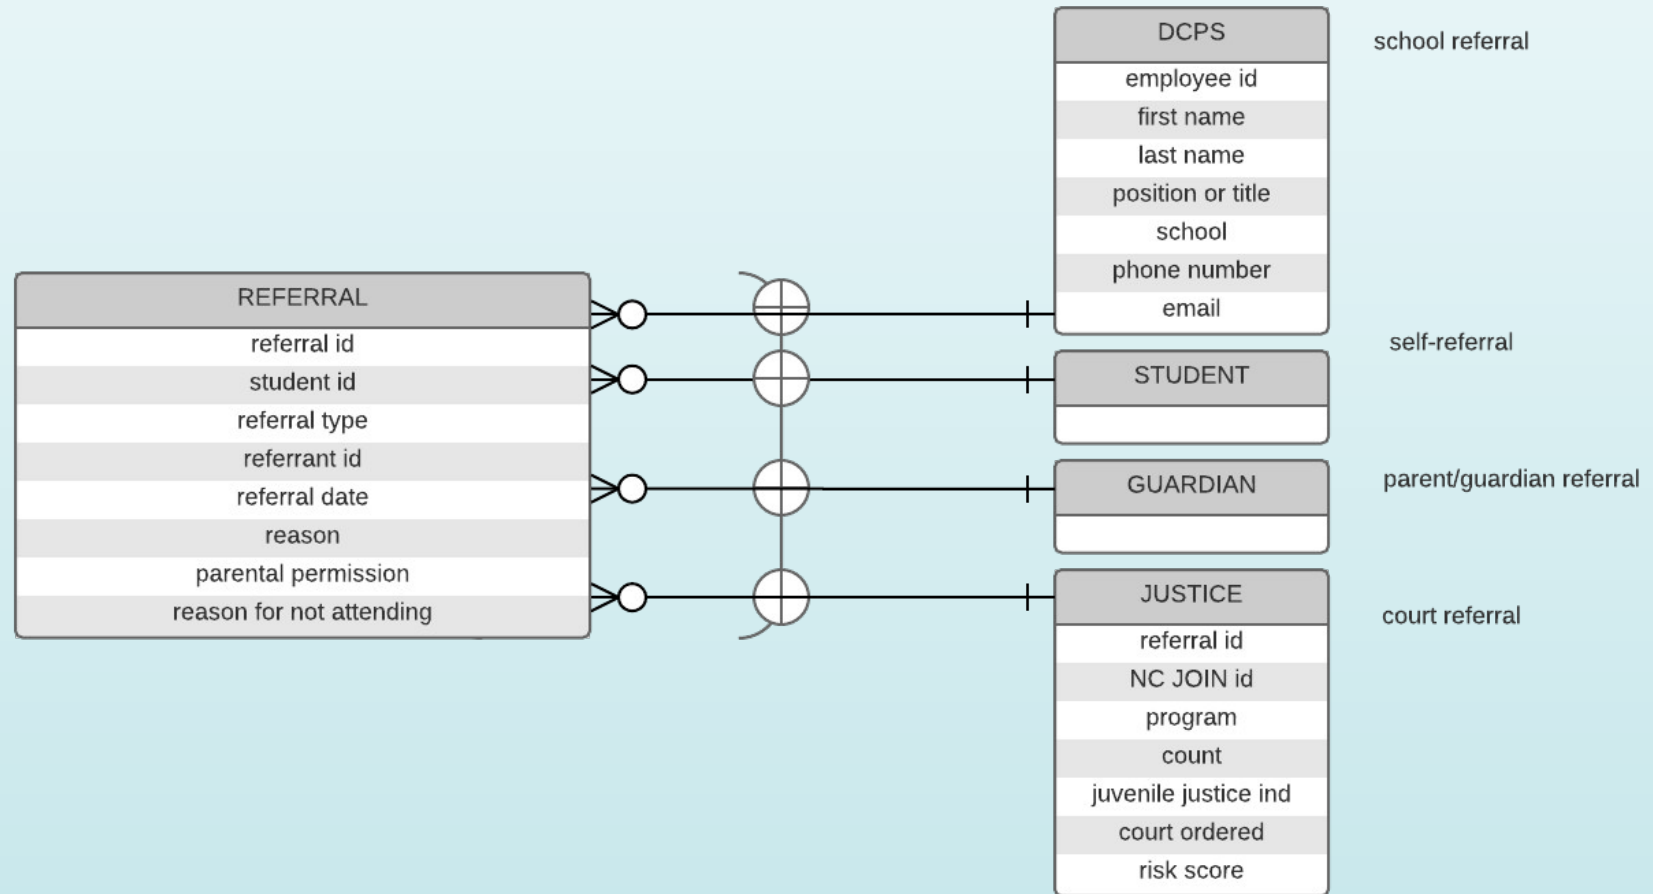 REFERRAL
referral id
student id
referral type
referrant id
referral date
reason
parental permission
reason for not attending
DCPS
employee id
first name
last name
position or title
school
phone number
email
school referral
STUDENT
self-referral
GUARDIAN
parent/guardian referral
JUSTICE
referral id
NC JOIN id
program
count
juvenile justice ind
court ordered
risk score
court referral